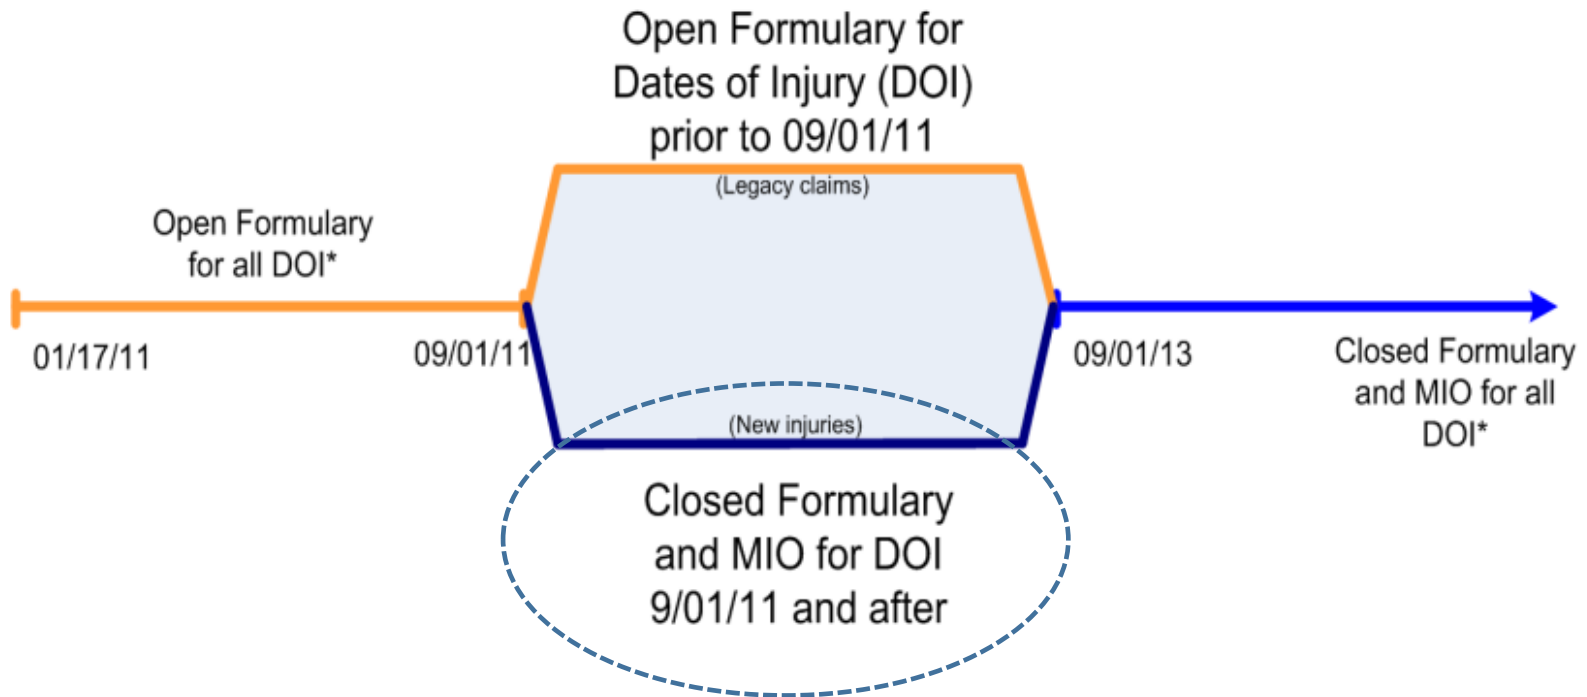 Open Formulary for
Dates of Injury (DOI)
prior to 09/01/11
(Legacy claims)
Open Formulary
for all DOI*
01/17/11
09/01/11
09/01/13
Closed Formulary
and MIO for all
DOI*
(New injuries)
Closed Formulary
and MIO for DOI
9/01/11 and after